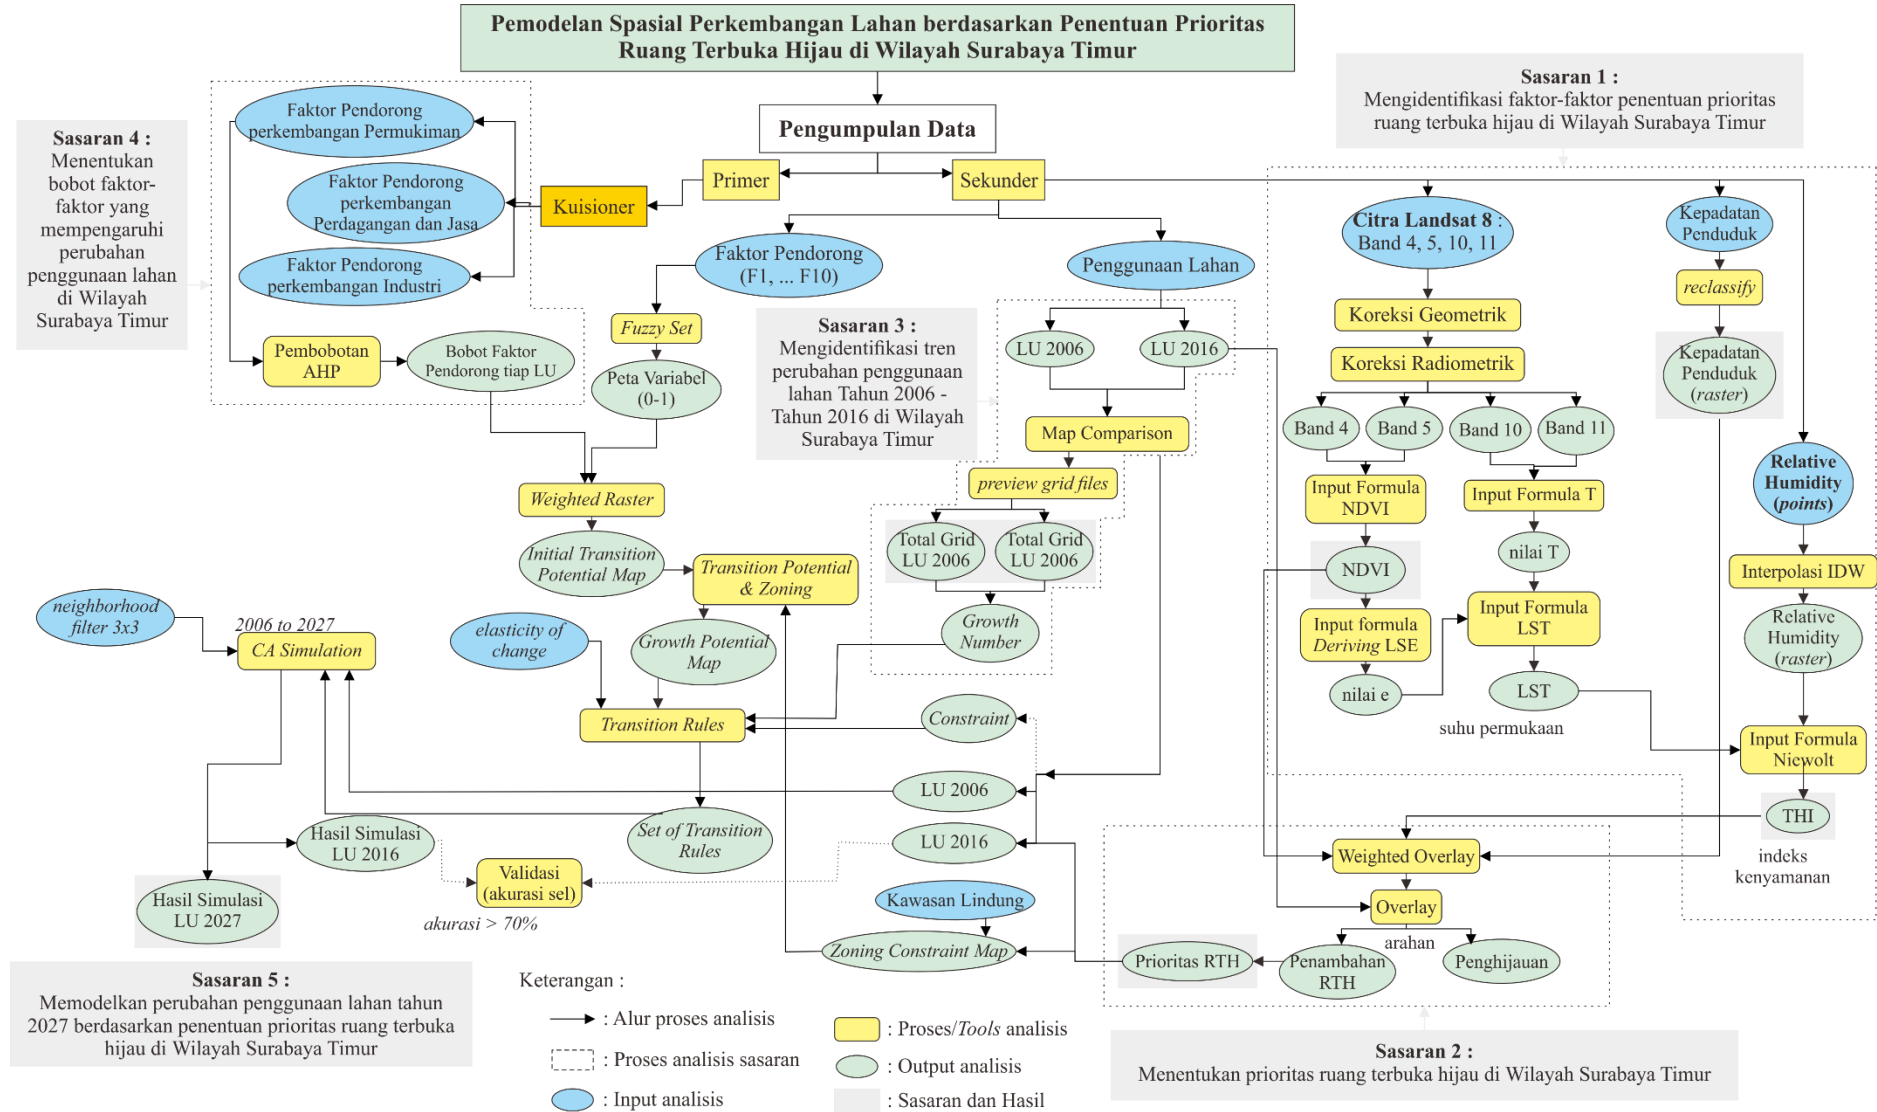 Pemodelan Spasial Perkembangan Lahan berdasarkan Penentuan Prioritas
Ruang Terbuka Hijau di Wilayah Surabaya Timur
Pengumpulan Data
Primer
Sekunder
Kuisioner
Sasaran 4 :
Menentukan
bobot faktor-
faktor yang
mempengaruhi
perubahan
penggunaan lahan
di Wilayah
Surabaya Timur
Faktor Pendorong
perkembangan Permukiman
Faktor Pendorong
perkembangan
Perdagangan dan Jasa
Faktor Pendorong
perkembangan Industri
Pembobotan
AHP
Bobot Faktor
Pendorong tiap LU
Faktor Pendorong
(F1, ... F10)
Fuzzy Set
Peta Variabel
(0-1)
Penggunaan Lahan
Sasaran 3 :
Mengidentifikasi tren
perubahan penggunaan
lahan Tahun 2006 -
Tahun 2016 di Wilayah
Surabaya Timur
LU 2006
LU 2016
Map Comparison
preview grid files
Total Grid
LU 2006
Total Grid
LU 2006
Growth
Number
Sasaran 1 :
Mengidentifikasi faktor-faktor penentuan prioritas
ruang terbuka hijau di Wilayah Surabaya Timur
Citra Landsat 8 :
Band 4, 5, 10, 11
Koreksi Geometrik
Koreksi Radiometrik
Band 4
Band 5
Band 10
Band 11
Input Formula
NDVI
Input Formula T
NDVI
nilai T
Input formula
Deriving LSE
Input Formula
LST
nilai e
LST
suhu permukaan
Kepadatan
Penduduk
reclassify
Kepadatan
Penduduk
(raster)
Relative
Humidity
(points)
Interpolasi IDW
Relative
Humidity
(raster)
Input Formula
Niewolt
THI
indeks
kenyamanan
Weighted Raster
Initial Transition
Potential Map
Transition Potential
& Zoning
Growth Potential
Map
elasticity of
change
Transition Rules
neighborhood
filter 3x3
2006 to 2027
CA Simulation
Constraint
LU 2006
LU 2016
Set of Transition
Rules
Hasil Simulasi
LU 2016
Hasil Simulasi
LU 2027
Validasi
(akurasi sel)
akurasi > 70%
Kawasan Lindung
Zoning Constraint Map
Weighted Overlay
Overlay
arahan
Prioritas RTH
Penambahan
RTH
Penghijauan
Sasaran 5 :
Memodelkan perubahan penggunaan lahan tahun
2027 berdasarkan penentuan prioritas ruang terbuka
hijau di Wilayah Surabaya Timur
Keterangan :
: Alur proses analisis
: Proses analisis sasaran
: Input analisis
: Proses/Tools analisis
: Output analisis
: Sasaran dan Hasil
Sasaran 2 :
Menentukan prioritas ruang terbuka hijau di Wilayah Surabaya Timur